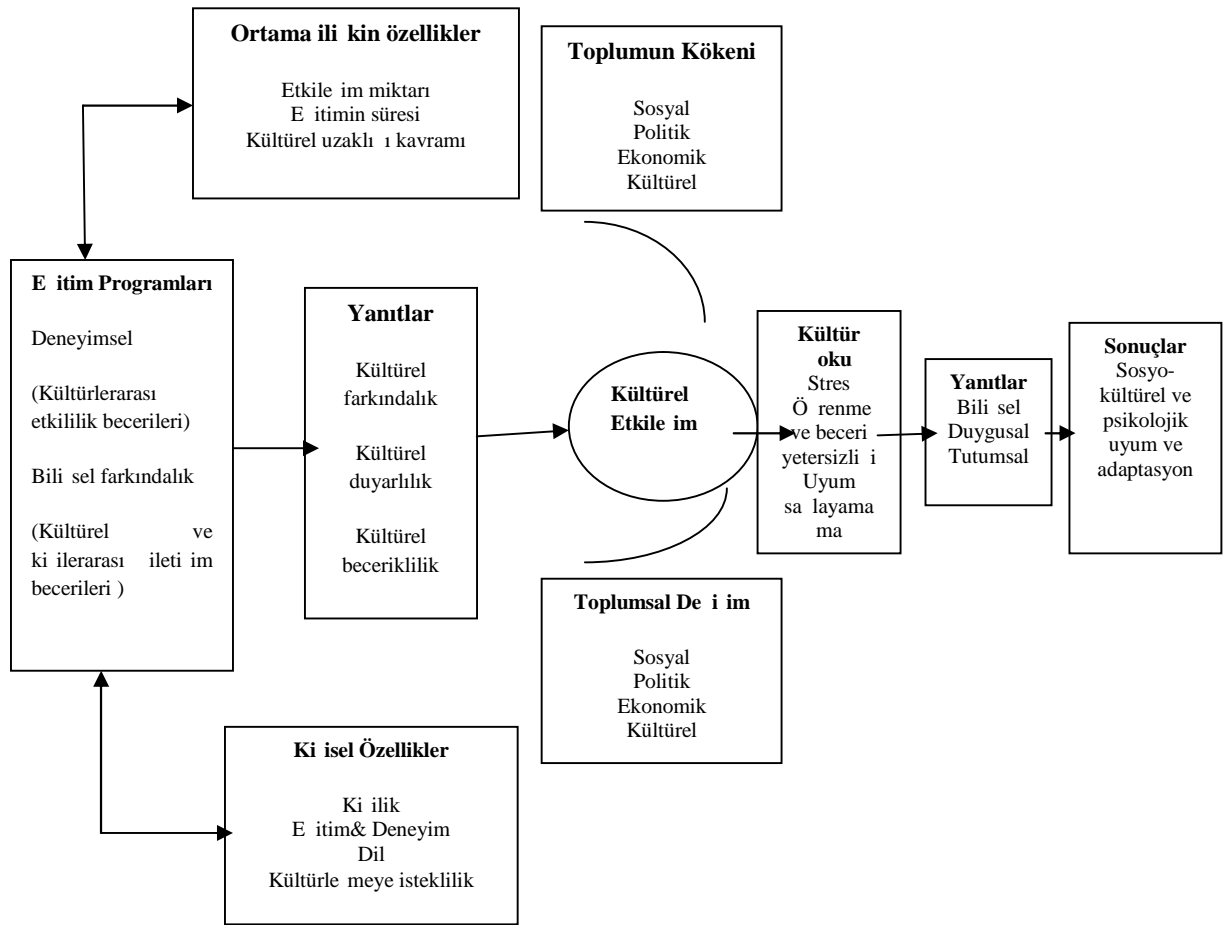 Ortama ili kin özellikler
Etkile im miktarı
E itimin süresi
Kültürel uzaklı ı kavramı
Toplumun Kökeni
Sosyal
Politik
Ekonomik
Kültürel
E itim Programları
Deneyimsel
(Kültürlerarası
etkililik becerileri)
Bili sel farkındalık
(Kültürel ve
ki ilerarası ileti im
becerileri )
Yanıtlar
Kültürel
farkındalık
Kültürel
duyarlılık
Kültürel
beceriklilik
Kültürel
Etkile im
Kültür
oku
Stres
Ö renme
ve beceri
yetersizli i
Uyum
sa layama
ma
Yanıtlar
Bili sel
Duygusal
Tutumsal
Sonuçlar
Sosyo-
kültürel ve
psikolojik
uyum ve
adaptasyon
Toplumsal De i im
Sosyal
Politik
Ekonomik
Kültürel
Ki isel Özellikler
Ki ilik
E itim& Deneyim
Dil
Kültürle meye isteklilik